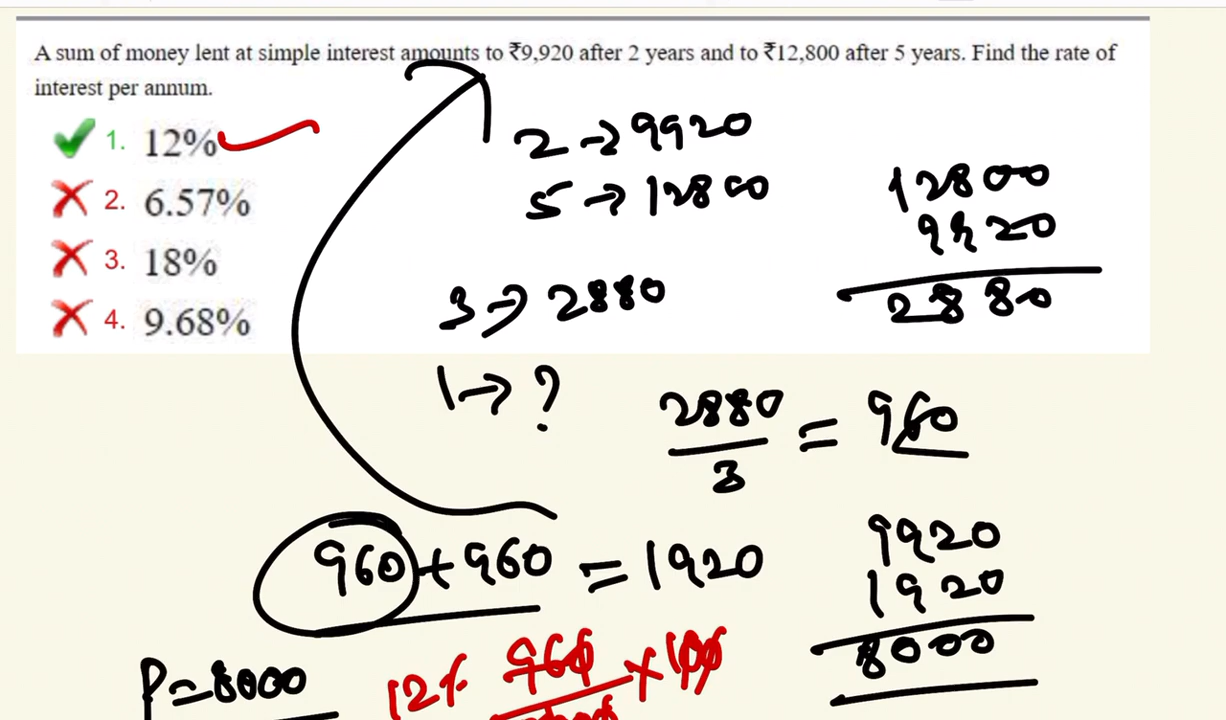 A sum of money lent at simple interest amounts to ₹9,920 after 2 years and to ₹12,800 after 5 years. Find the rate of
interest per annum.
1. 12%
2. 6.57%
3. 18%
4. 9.68%
2 → 9920
5 → 12800
3 → 2880
1 → ?
12800
9920
2880
2880
3
= 960
960 + 960 = 1920
9920
1920
8000
P = 8000
12%
960
× 100